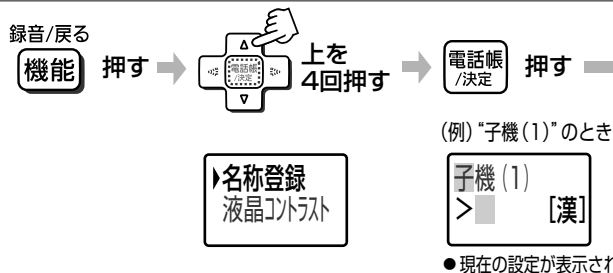 録音/戻る
機能 押す
電話帳
/決定
上を
4回押す
電話帳
/決定
押す
(例)“子機(1)”のとき
名称登録
液晶コントラスト
子機(1)
> [漢]
●現在の設定が表示され